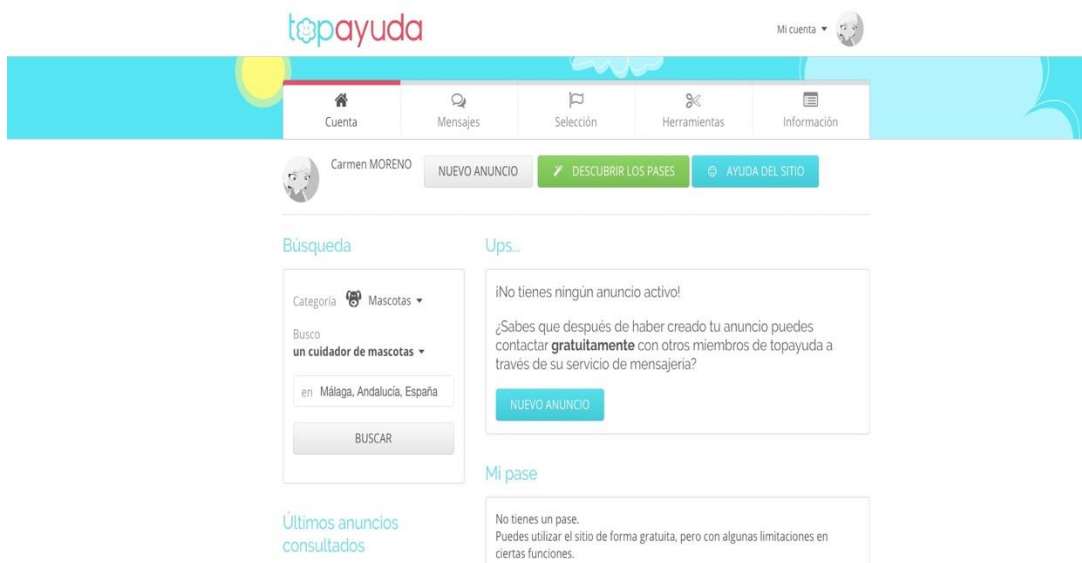 topayuda
Mi cuenta
Cuenta
Mensajes
Selección
Herramientas
Información
Carmen MORENO
NUEVO ANUNCIO
DESCUBRIR LOS PASES
AYUDA DEL SITIO
Búsqueda
Categoría Mascotas
Busco
un cuidador de mascotas
en Málaga, Andalucía, España
BUSCAR
Últimos anuncios
consultados
Ups...
¡No tienes ningún anuncio activo!
¿Sabes que después de haber creado tu anuncio puedes
contactar gratuitamente con otros miembros de topayuda a
través de su servicio de mensajería?
NUEVO ANUNCIO
Mi pase
No tienes un pase.
Puedes utilizar el sitio de forma gratuita, pero con algunas limitaciones en
ciertas funciones.